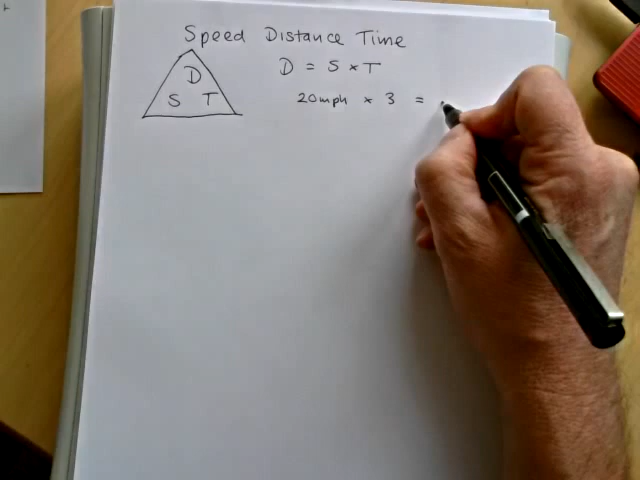 Speed Distance Time
D = S × T
D
S T
20mph × 3 =